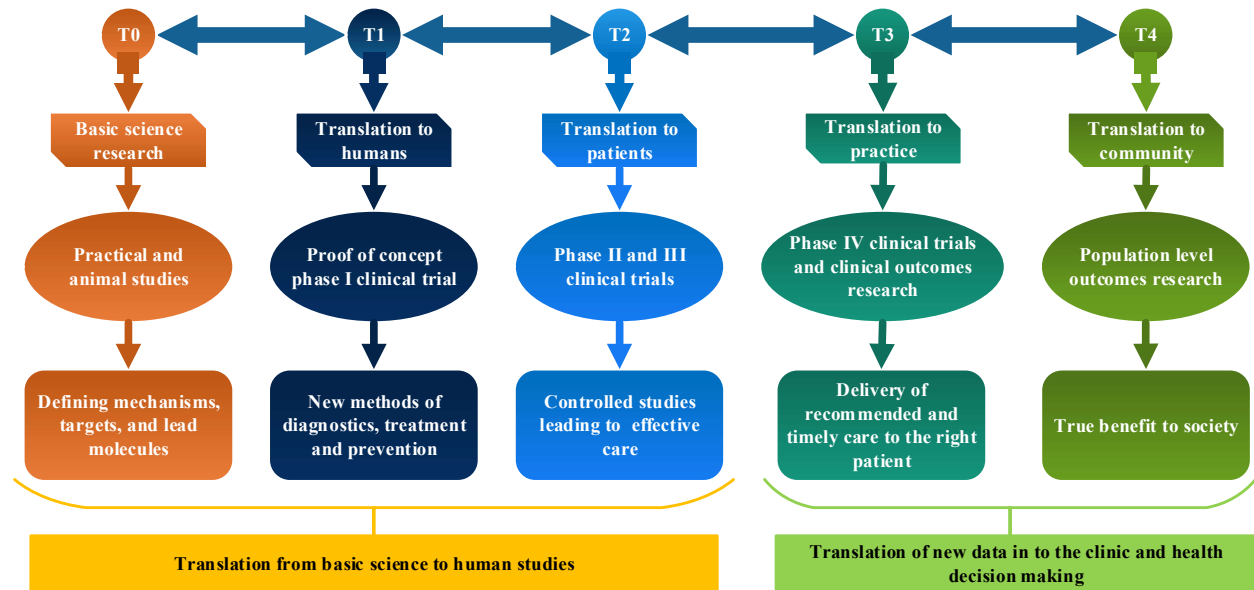 T0
T1
T2
T3
T4
Basic science
research
Translation to
humans
Translation to
patients
Translation to
practice
Translation to
community
Practical and
animal studies
Proof of concept
phase I clinical trial
Phase II and III
clinical trials
Phase IV clinical trials
and clinical outcomes
research
Population level
outcomes research
Defining mechanisms,
targets, and lead
molecules
New methods of
diagnostics, treatment
and prevention
Controlled studies
leading to effective
care
Delivery of
recommended and
timely care to the right
patient
True benefit to society
Translation from basic science to human studies
Translation of new data in to the clinic and health
decision making